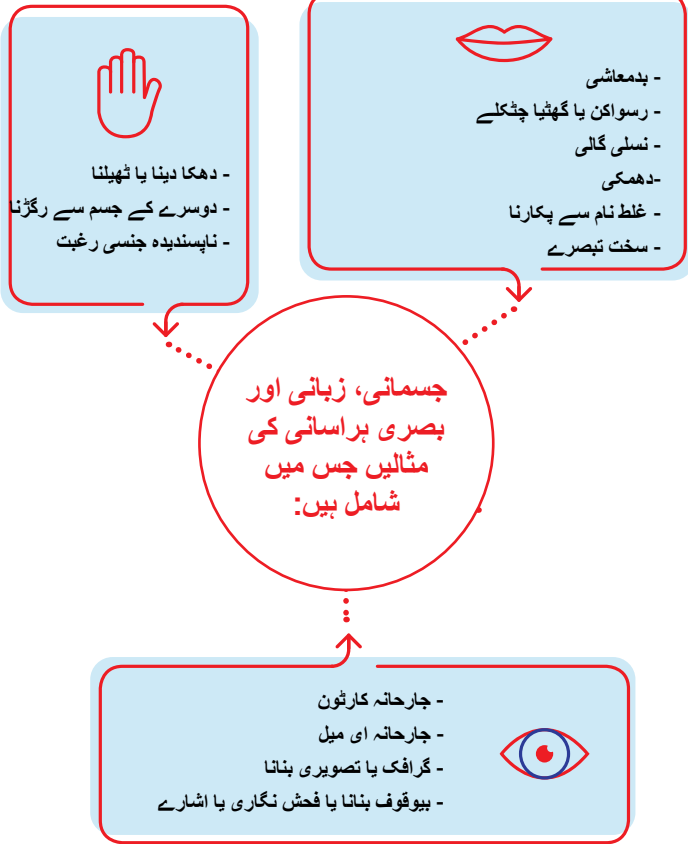 - بدمعاشی
- رسواکن یا گھٹیا چٹکلے
- نسلی گالی
-دھمکی
- غلط نام سے پکارنا
- سخت تبصرے
- دھکا دینا یا ٹھیلنا
- دوسرے کے جسم سے رگڑنا
- ناپسندیدہ جنسی رغبت
جسمانی، زبانی اور
بصری ہراسانی کی
مثالیں جس میں
شامل ہیں:
- جارحانہ کارٹون
- جارحانہ ای میل
- گرافک یا تصویری بنانا
- بیوقوف بنانا یا فحش نگاری یا اشارے